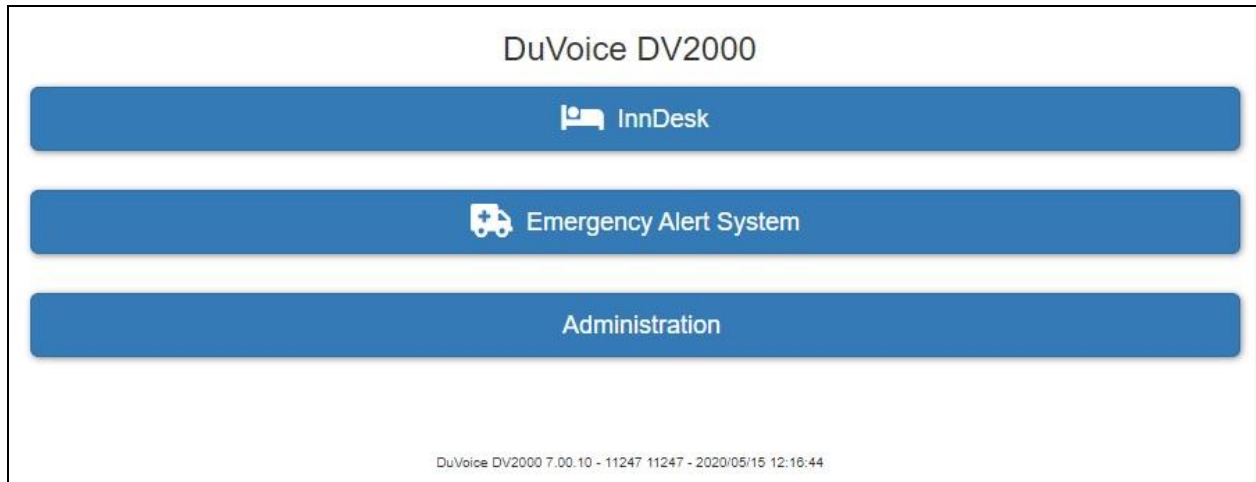 DuVoice DV2000
InnDesk
Emergency Alert System
Administration
DuVoice DV2000 7.00.10 - 11247 11247 - 2020/05/15 12:16:44